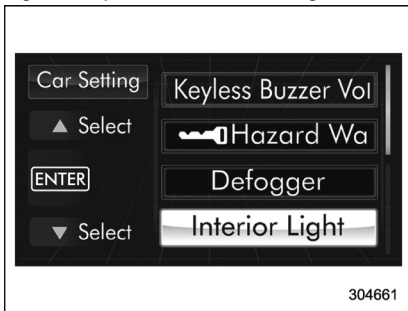 Car Setting
Keyless Buzzer Vol
▲ Select
Hazard Wa
ENTER
Defogger
▼ Select
Interior Light
304661